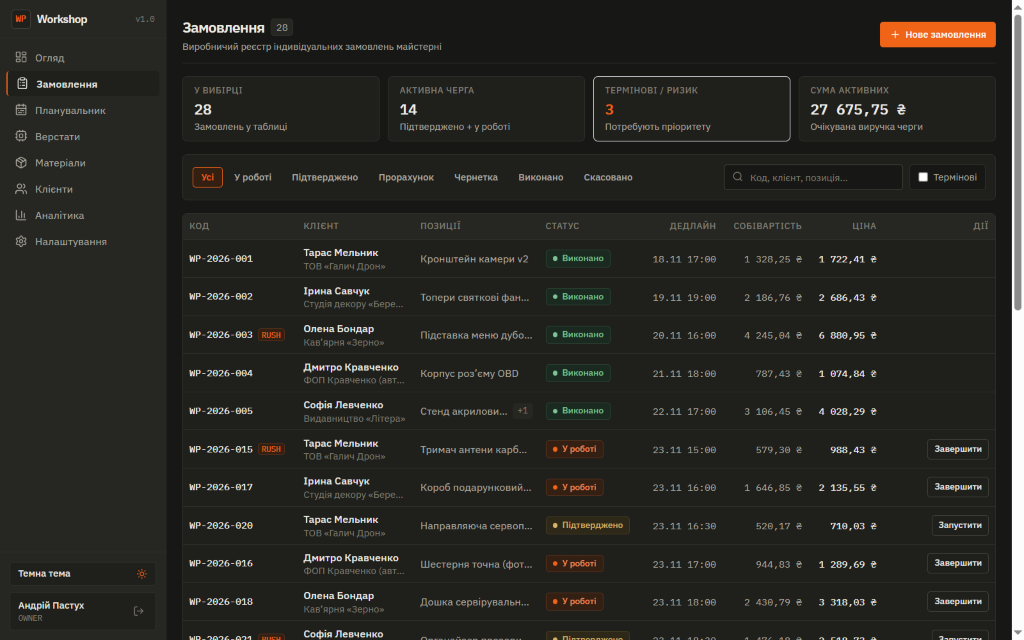 WP Workshop v1.0
Огляд
Замовлення
Планувальник
Верстати
Матеріали
Клієнти
Аналітика
Налаштування
Темна тема
Андрій Пастух
OWNER
Замовлення 28
Виробничий реєстр індивідуальних замовлень майстерні
+ Нове замовлення
У ВИБІРЦІ
28
Замовлень у таблиці
АКТИВНА ЧЕРГА
14
Підтверджено + у роботі
ТЕРМІНОВІ / РИЗИК
3
Потребують пріоритету
СУМА АКТИВНИХ
27 675,75 ₴
Очікувана виручка черги
Усі У роботі Підтверджено Прорахунок Чернетка Виконано Скасовано
Код, клієнт, позиція...
Термінові
КОД КЛІЄНТ ПОЗИЦІЇ СТАТУС ДЕДЛАЙН СОБІВАРТІСТЬ ЦІНА ДІЇ
WP-2026-001 Тарас Мельник Кронштейн камери v2 Виконано 18.11 17:00 1 328,25 ₴ 1 722,41 ₴
ТОВ «Галич Дрон»
WP-2026-002 Ірина Савчук Топери святкові фан... Виконано 19.11 19:00 2 186,76 ₴ 2 686,43 ₴
Студія декору «Бере...
WP-2026-003 RUSH Олена Бондар Підставка меню дубо... Виконано 20.11 16:00 4 245,04 ₴ 6 880,95 ₴
Кав’ярня «Зерно»
WP-2026-004 Дмитро Кравченко Корпус роз’єму OBD Виконано 21.11 18:00 787,43 ₴ 1 074,84 ₴
ФОП Кравченко (авт...
WP-2026-005 Софія Левченко Стенд акрилови... +1 Виконано 22.11 17:00 3 106,45 ₴ 4 028,29 ₴
Видавництво «Літера»
WP-2026-015 RUSH Тарас Мельник Тримач антени карб... У роботі 23.11 15:00 579,30 ₴ 988,43 ₴ Завершити
ТОВ «Галич Дрон»
WP-2026-017 Ірина Савчук Короб подарунковий... У роботі 23.11 16:00 1 646,85 ₴ 2 135,55 ₴ Завершити
Студія декору «Бере...
WP-2026-020 Тарас Мельник Направляюча сервоп... Підтверджено 23.11 16:30 520,17 ₴ 710,03 ₴ Запустити
ТОВ «Галич Дрон»
WP-2026-016 Дмитро Кравченко Шестерня точна (фот... У роботі 23.11 17:00 944,83 ₴ 1 289,69 ₴ Завершити
ФОП Кравченко (авт...
WP-2026-018 Олена Бондар Дошка сервірувальн... У роботі 23.11 18:00 2 430,79 ₴ 3 318,03 ₴ Завершити
Кав’ярня «Зерно»
WP-2026-021 RUSH Софія Левченко Підтверджено Запустити